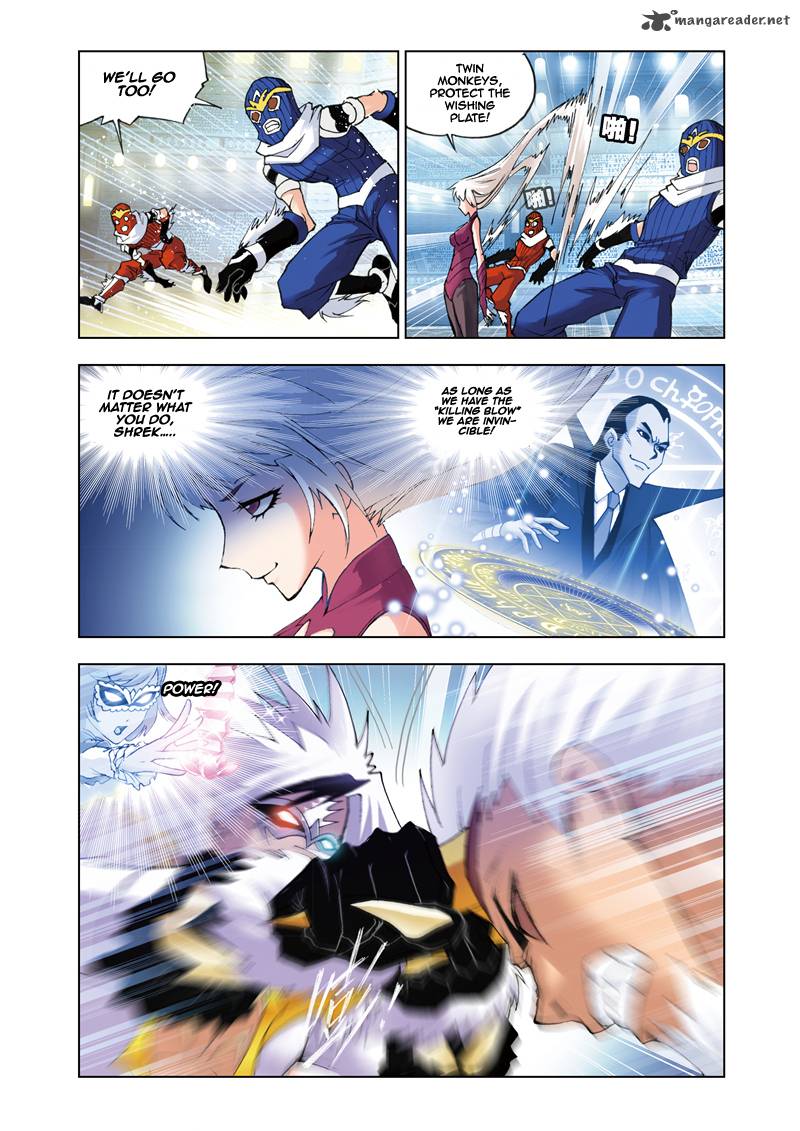 mangareader.net
WE'LL GO
TOO!
TWIN
MONKEYS,
PROTECT THE
WISHING
PLATE!
啪!
啪!
IT DOESN'T
MATTER WHAT
YOU DO,
SHREK.....
AS LONG AS
WE HAVE THE
"KILLING BLOW"
WE ARE INVIN-
CIBLE!
POWER!